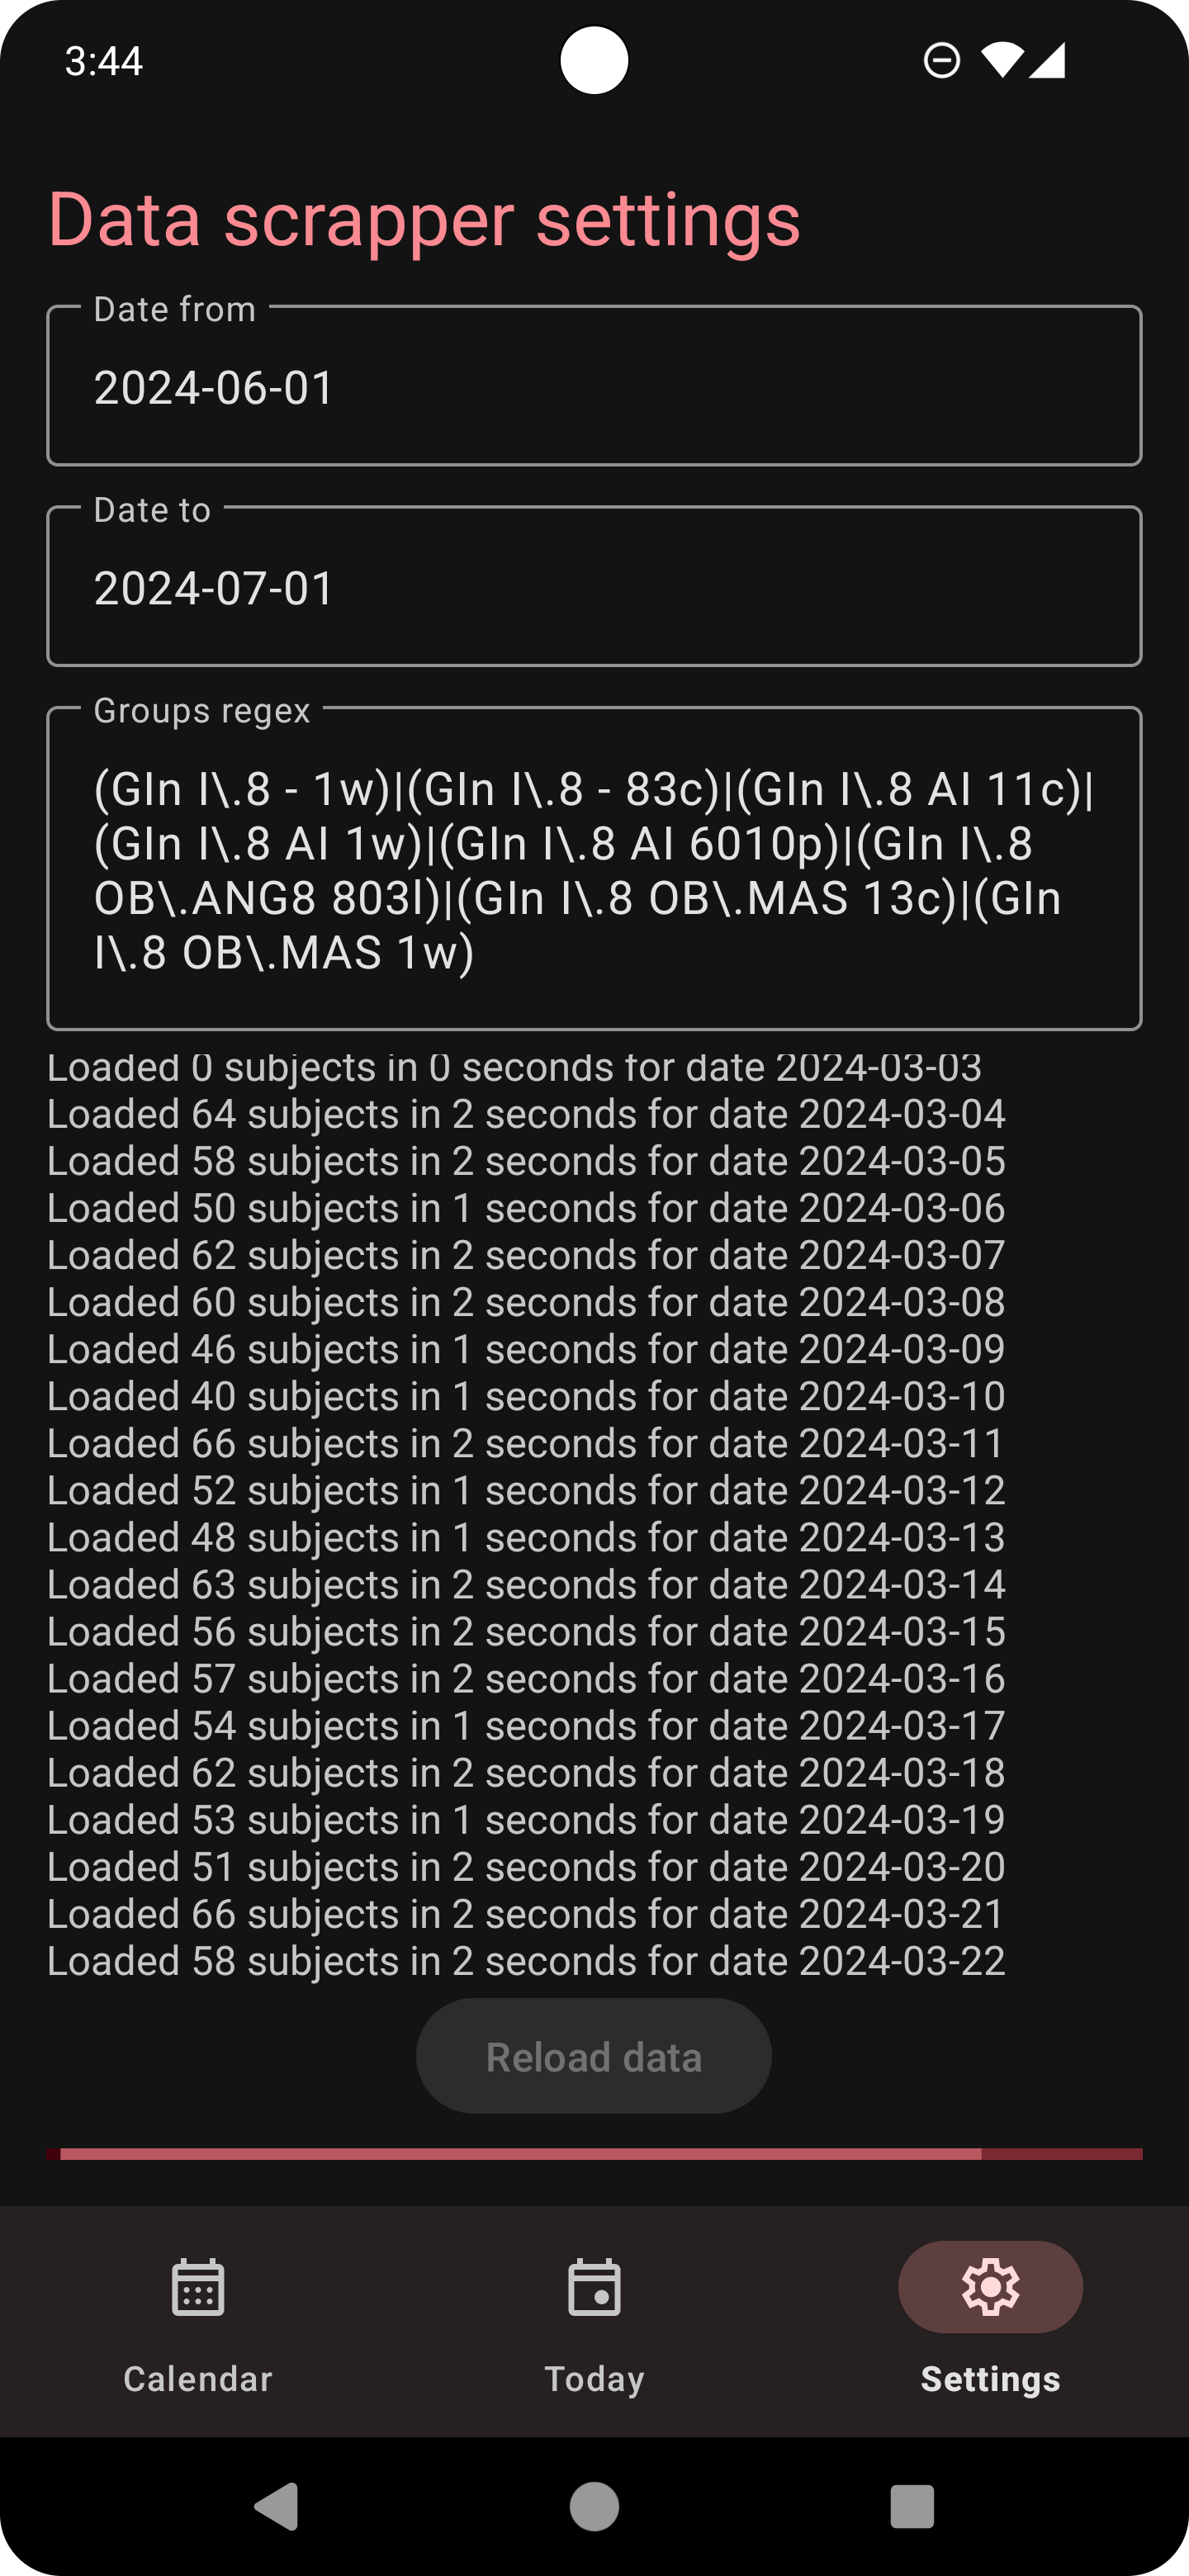 3:44
Data scrapper settings
Date from
2024-06-01
Date to
2024-07-01
Groups regex
(GIn I\.8 - 1w)|(GIn I\.8 - 83c)|(GIn I\.8 AI 11c)|
(GIn I\.8 AI 1w)|(GIn I\.8 AI 6010p)|(GIn I\.8
OB\.ANG8 803l)|(GIn I\.8 OB\.MAS 13c)|(GIn
I\.8 OB\.MAS 1w)
Loaded 0 subjects in 0 seconds for date 2024-03-03
Loaded 64 subjects in 2 seconds for date 2024-03-04
Loaded 58 subjects in 2 seconds for date 2024-03-05
Loaded 50 subjects in 1 seconds for date 2024-03-06
Loaded 62 subjects in 2 seconds for date 2024-03-07
Loaded 60 subjects in 2 seconds for date 2024-03-08
Loaded 46 subjects in 1 seconds for date 2024-03-09
Loaded 40 subjects in 1 seconds for date 2024-03-10
Loaded 66 subjects in 2 seconds for date 2024-03-11
Loaded 52 subjects in 1 seconds for date 2024-03-12
Loaded 48 subjects in 1 seconds for date 2024-03-13
Loaded 63 subjects in 2 seconds for date 2024-03-14
Loaded 56 subjects in 2 seconds for date 2024-03-15
Loaded 57 subjects in 2 seconds for date 2024-03-16
Loaded 54 subjects in 1 seconds for date 2024-03-17
Loaded 62 subjects in 2 seconds for date 2024-03-18
Loaded 53 subjects in 1 seconds for date 2024-03-19
Loaded 51 subjects in 2 seconds for date 2024-03-20
Loaded 66 subjects in 2 seconds for date 2024-03-21
Loaded 58 subjects in 2 seconds for date 2024-03-22
Reload data
Calendar
Today
Settings